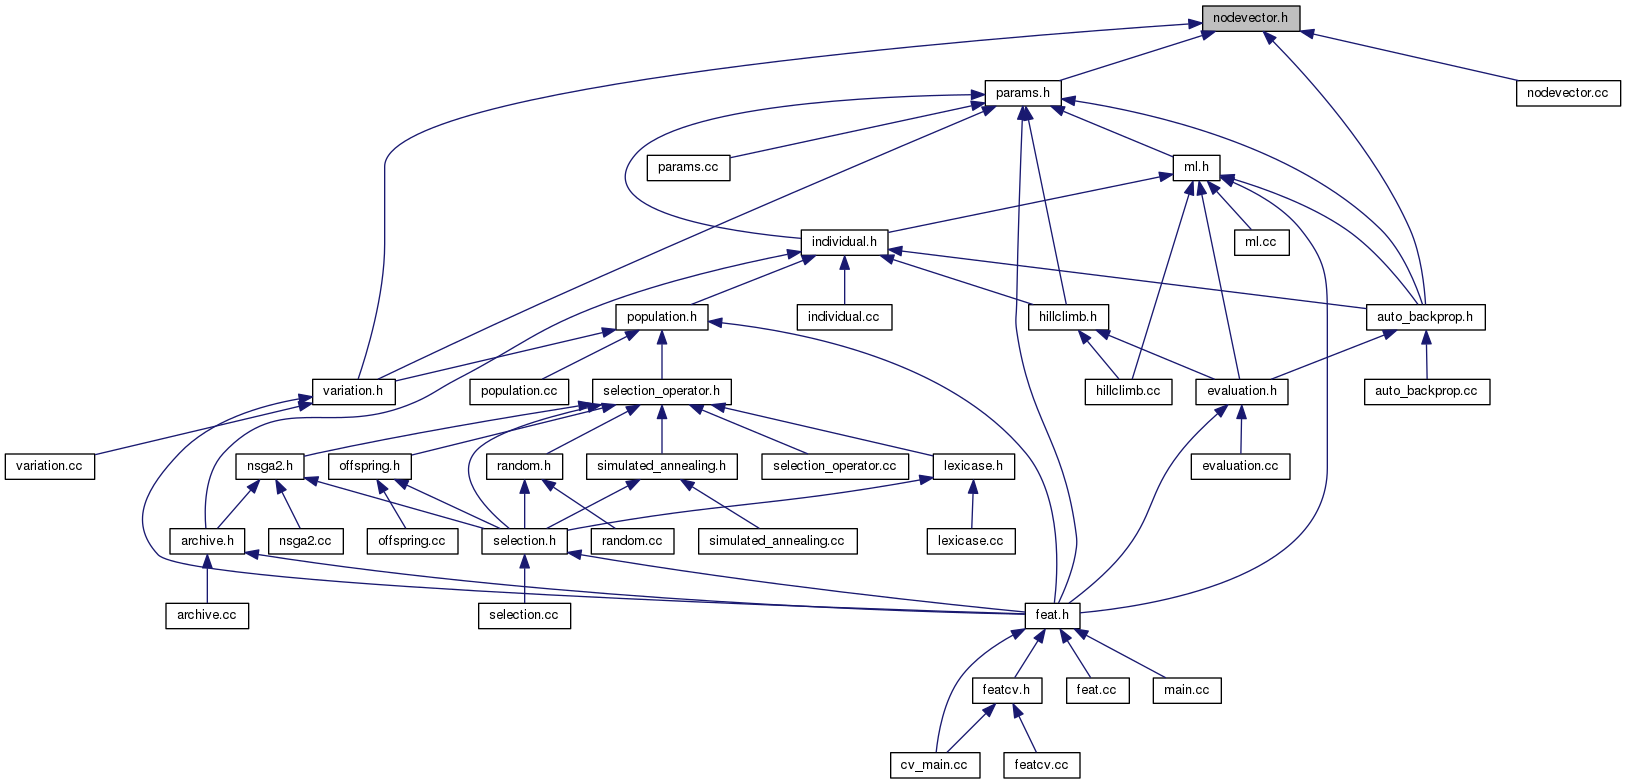 nodevector.h
params.h
nodevector.cc
params.cc
ml.h
individual.h
ml.cc
population.h
individual.cc
hillclimb.h
auto_backprop.h
variation.h
population.cc
selection_operator.h
hillclimb.cc
evaluation.h
auto_backprop.cc
variation.cc
nsga2.h
offspring.h
random.h
simulated_annealing.h
selection_operator.cc
lexicase.h
evaluation.cc
archive.h
nsga2.cc
offspring.cc
selection.h
random.cc
simulated_annealing.cc
lexicase.cc
archive.cc
selection.cc
feat.h
featcv.h
feat.cc
main.cc
cv_main.cc
featcv.cc